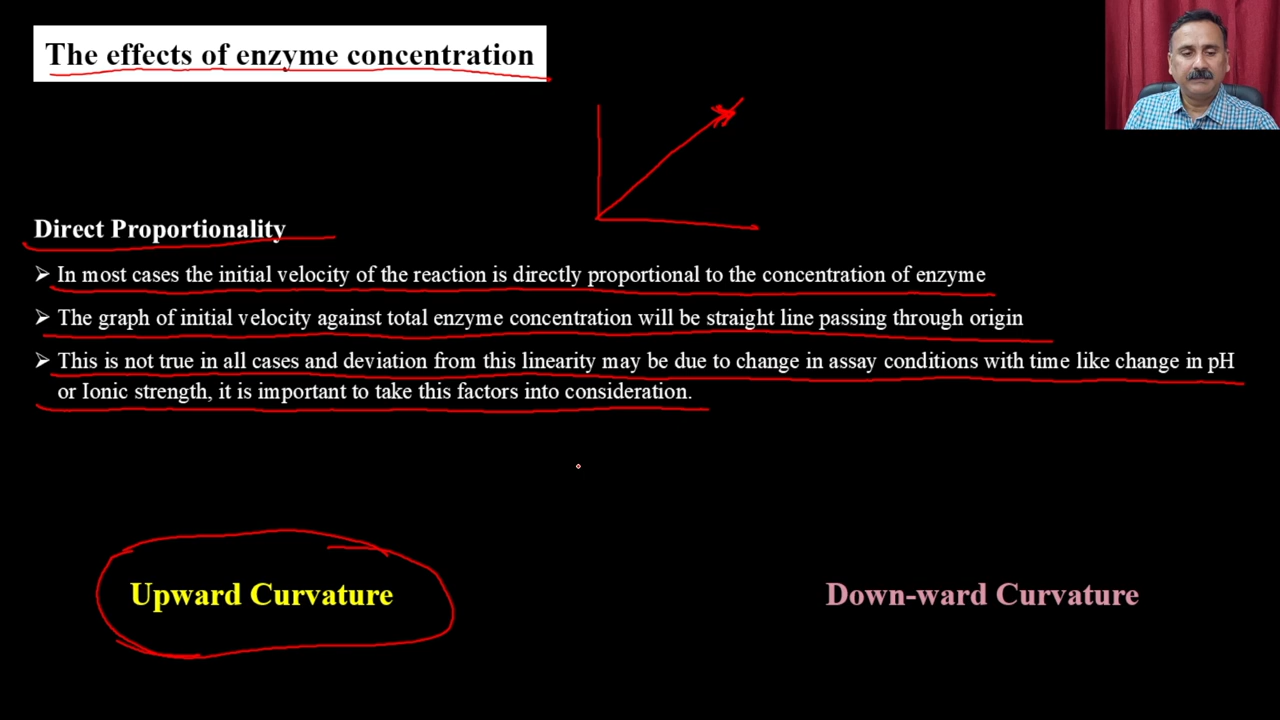 The effects of enzyme concentration
Direct Proportionality
➢ In most cases the initial velocity of the reaction is directly proportional to the concentration of enzyme
➢ The graph of initial velocity against total enzyme concentration will be straight line passing through origin
➢ This is not true in all cases and deviation from this linearity may be due to change in assay conditions with time like change in pH
or Ionic strength, it is important to take this factors into consideration.
Upward Curvature
Down-ward Curvature